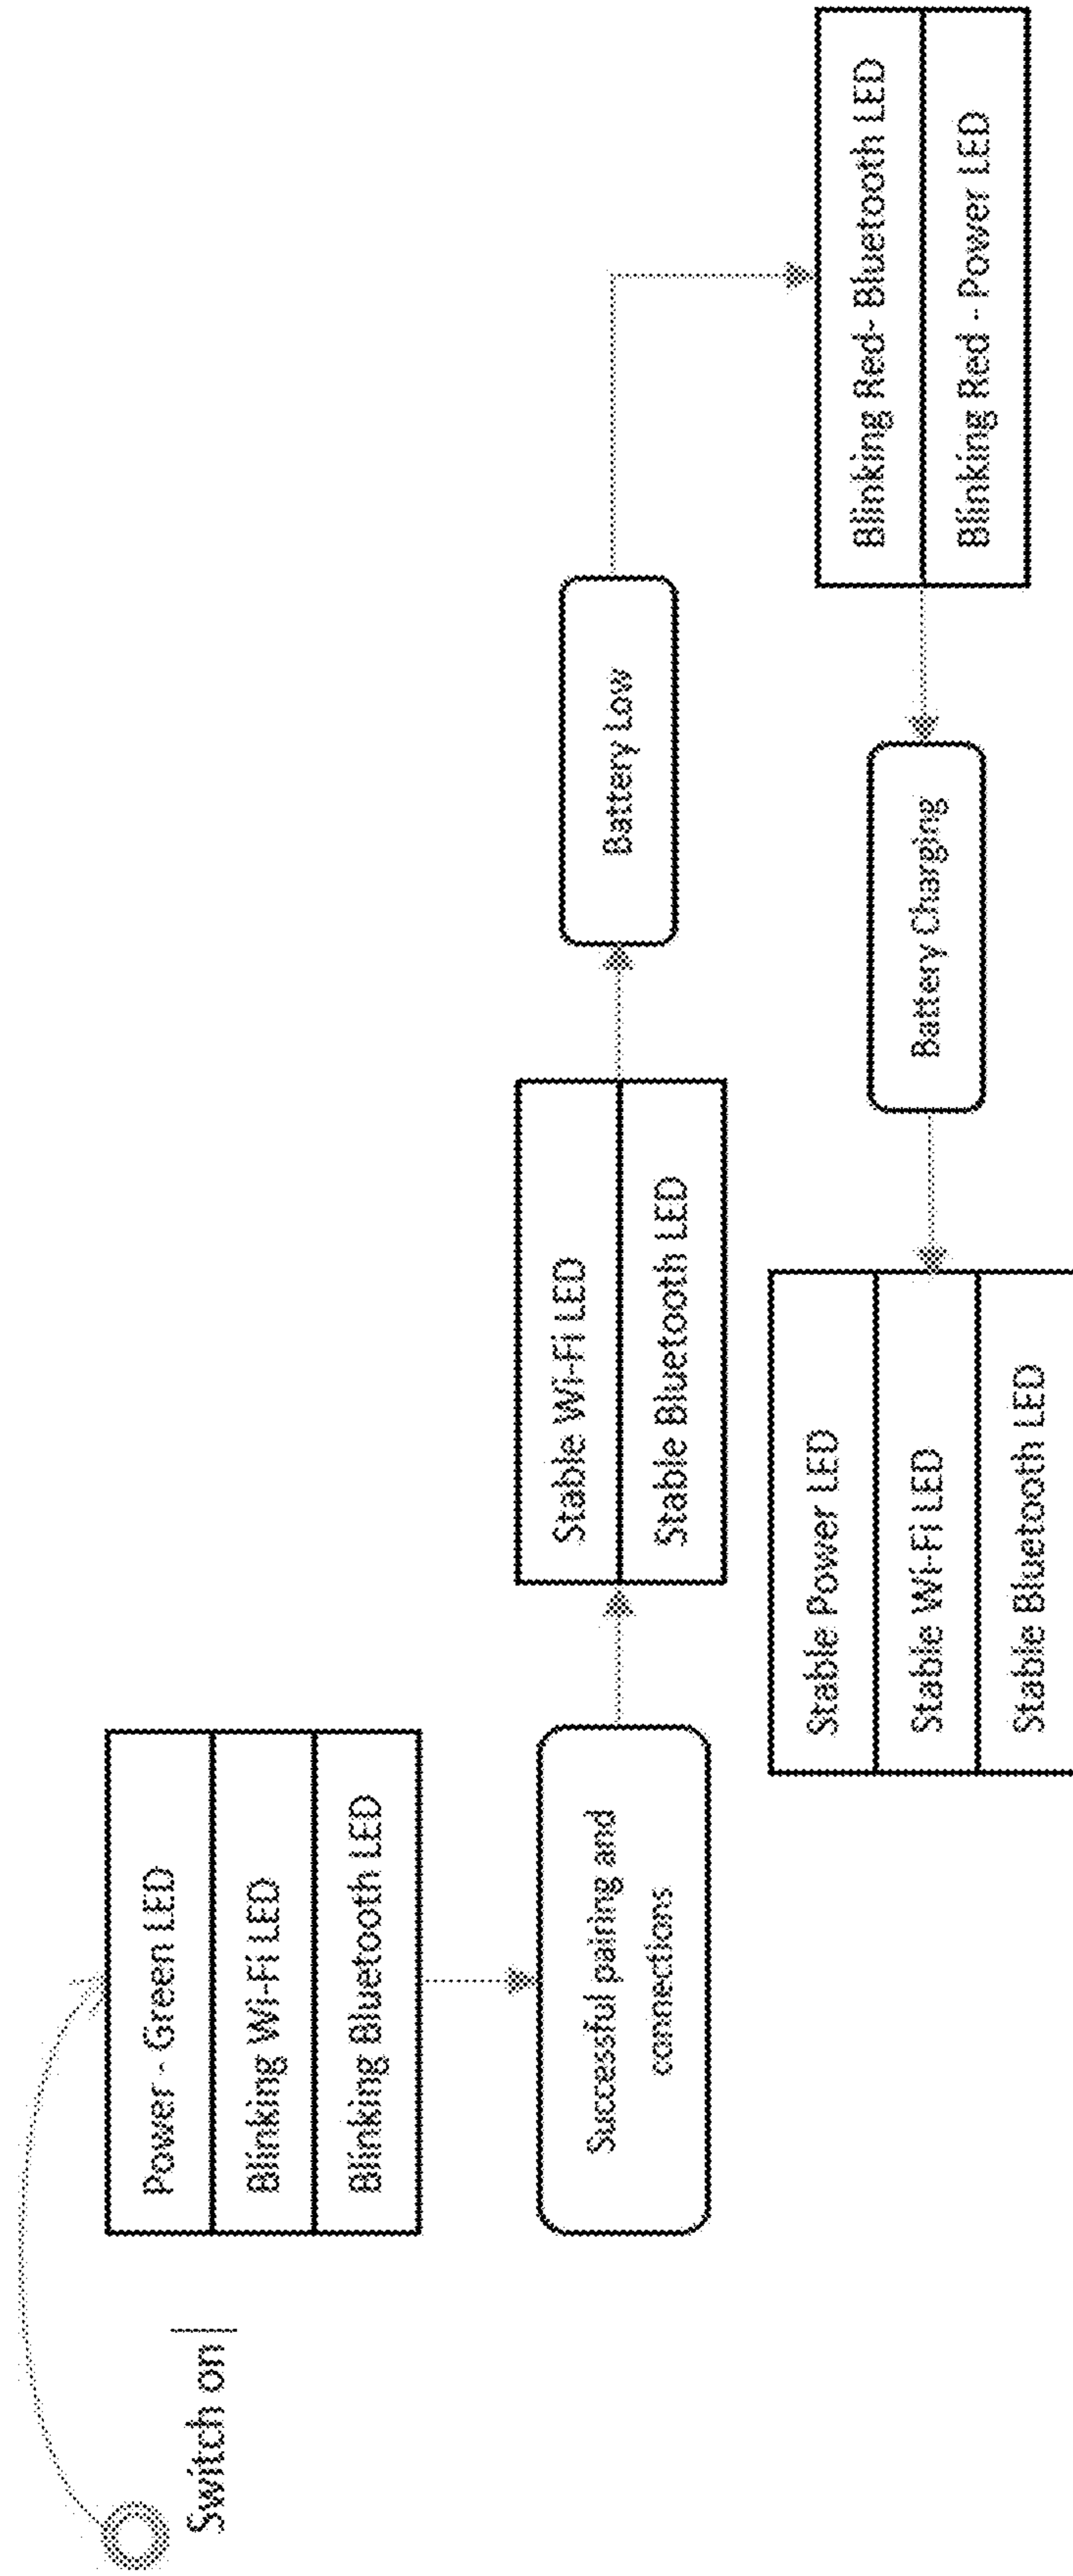 Switch on
Power - Green LED
Blinking Wi-Fi LED
Blinking Bluetooth LED
Successful pairing and
connections
Stable Wi-Fi LED
Stable Bluetooth LED
Battery Low
Blinking Red- Bluetooth LED
Blinking Red - Power LED
Battery Charging
Stable Power LED
Stable Wi-Fi LED
Stable Bluetooth LED